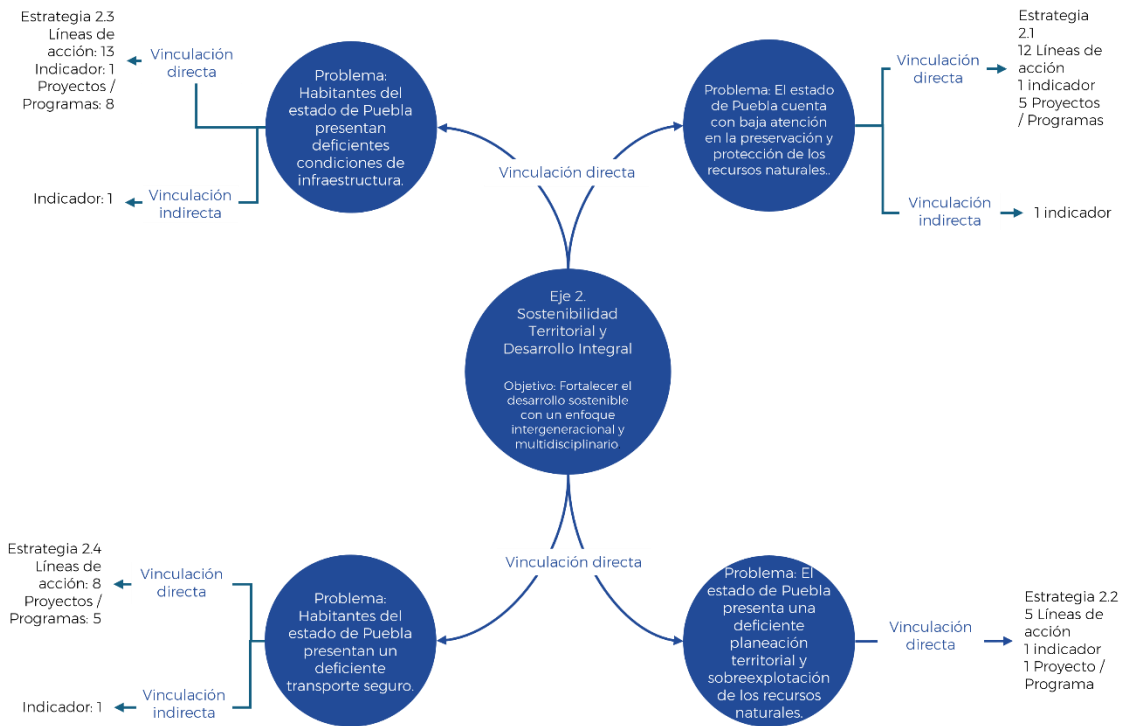 Estrategia 2.3
Líneas de
acción: 13
Indicador: 1
Proyectos /
Programas: 8
Vinculación
directa
Indicador: 1
Vinculación
indirecta
Problema:
Habitantes del
estado de Puebla
presentan
deficientes
condiciones de
infraestructura.
Vinculación directa
Problema: El estado
de Puebla cuenta
con baja atención
en la preservación y
protección de los
recursos naturales..
Vinculación
directa
Estrategia
2.1
12 Líneas de
acción
1 indicador
5 Proyectos
/ Programas
Vinculación
indirecta
1 indicador
Eje 2.
Sostenibilidad
Territorial y
Desarrollo Integral
Objetivo: Fortalecer el
desarrollo sostenible
con un enfoque
intergeneracional y
multidisciplinario
Vinculación directa
Estrategia 2.4
Líneas de
acción: 8
Proyectos /
Programas: 5
Vinculación
directa
Indicador: 1
Vinculación
indirecta
Problema:
Habitantes del
estado de Puebla
presentan un
deficiente
transporte seguro.
Problema: El
estado de Puebla
presenta una
deficiente
planeación
territorial y
sobreexplotación
de los recursos
naturales.
Vinculación
directa
Estrategia 2.2
5 Líneas de
acción
1 indicador
1 Proyecto /
Programa